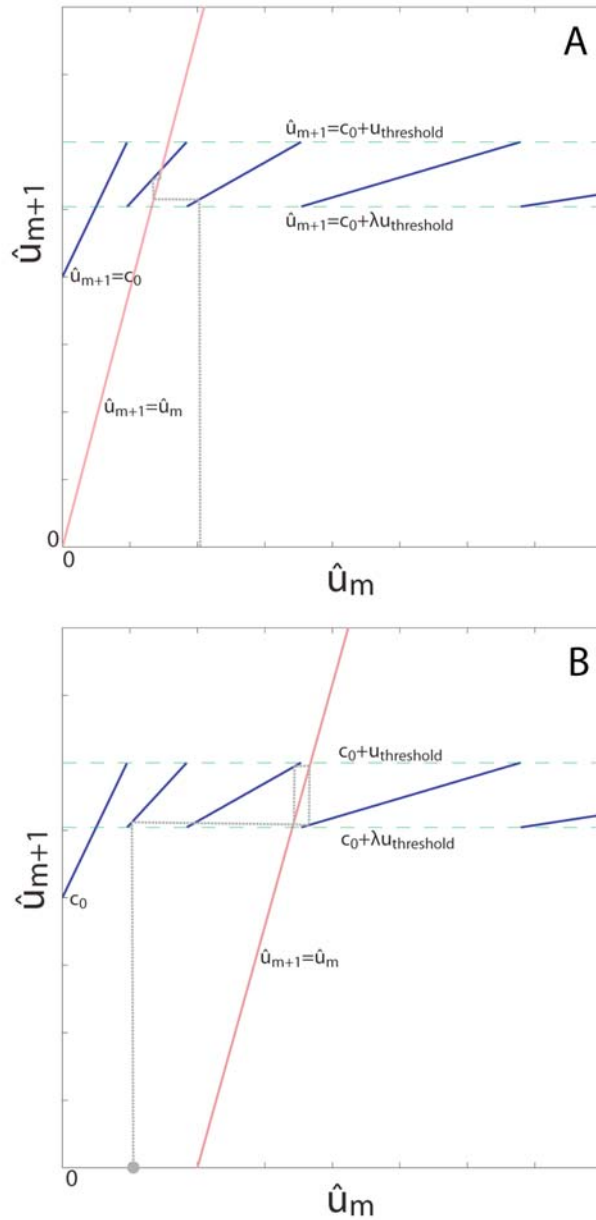 A
ûm+1=c0+uthreshold
ûm+1=c0+λuthreshold
ûm+1
ûm+1=c0
ûm+1=ûm
0
0
ûm
B
c0+uthreshold
c0+λuthreshold
ûm+1
c0
ûm+1=ûm
0
ûm